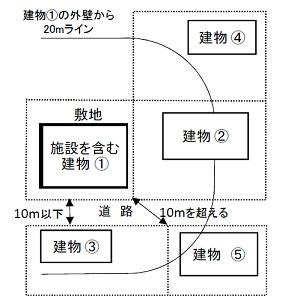 建物①の外壁から
20mライン
建物 ④
敷地
施設を含む
建物 ①
建物 ②
10m以下
道 路
10mを超える
建物 ③
建物 ⑤